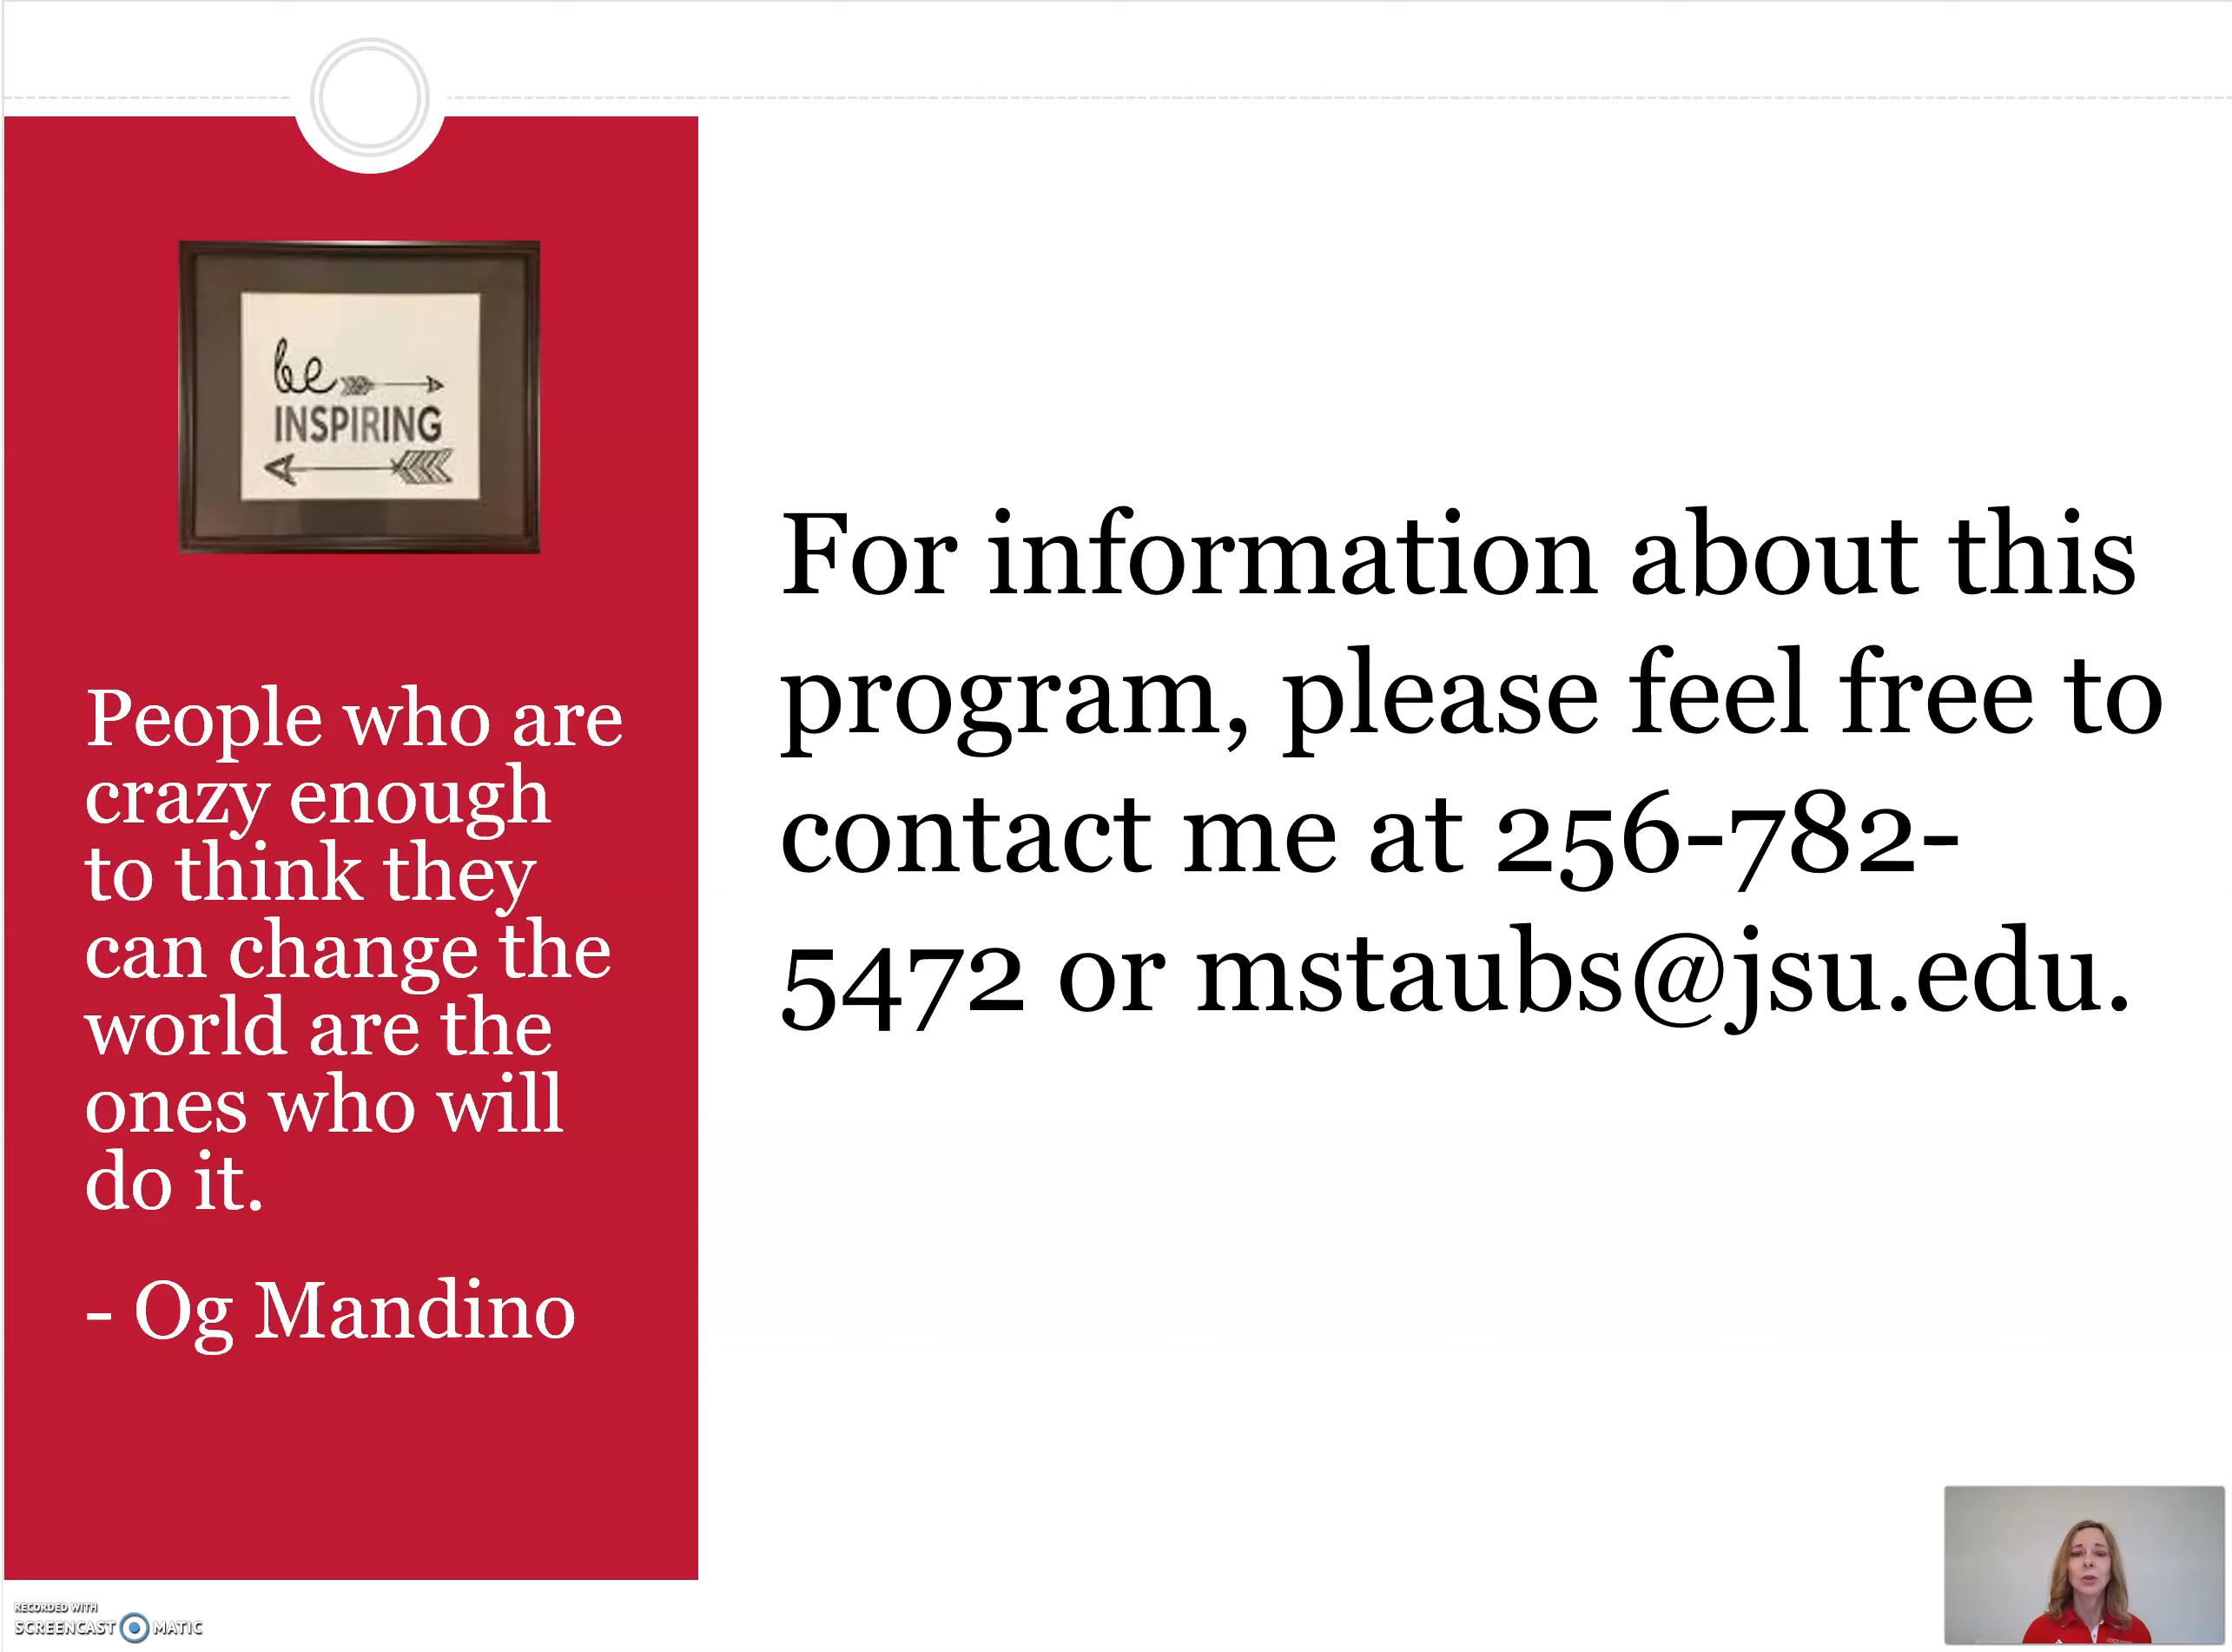 be
INSPIRING
People who are
crazy enough
to think they
can change the
world are the
ones who will
do it.
- Og Mandino
For information about this
program, please feel free to
contact me at 256-782-
5472 or mstaubs@jsu.edu.
RECORDED WITH
SCREENCAST MATIC